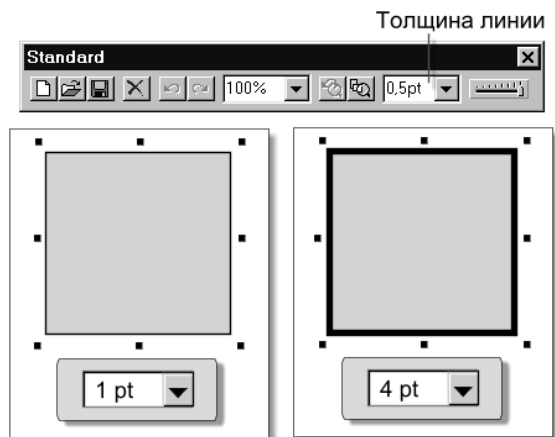 Толщина линии
Standard
100%
0,5pt
1 pt
4 pt